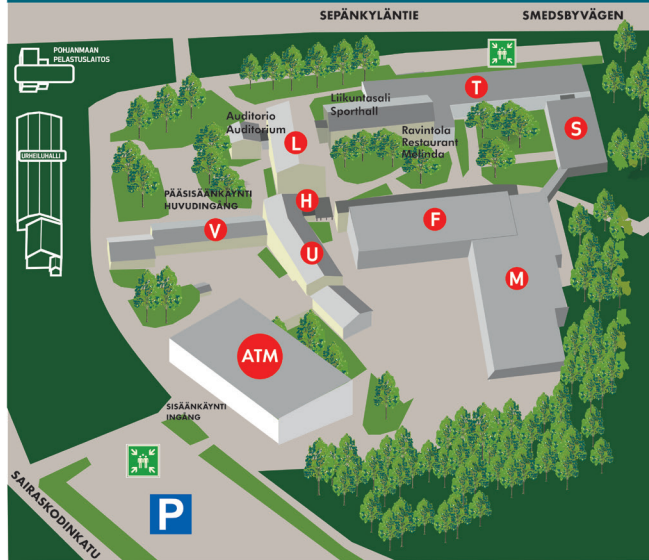 SEPÄNKYLÄNTIE
SMEDSBYVÄGEN
POHJANMAAN
PELASTUSLAITOS
T
Liikuntasali
Sporthall
Auditorio
Auditorium
L
S
Ravintola
Restaurant
Melinda
URHEILUHALLI
PÄÄSISÄÄNKÄYNTI
HUVUDINGÅNG
H
F
V
U
M
ATM
SISÄÄNKÄYNTI
INGÅNG
SAIRASKODINKATU
P